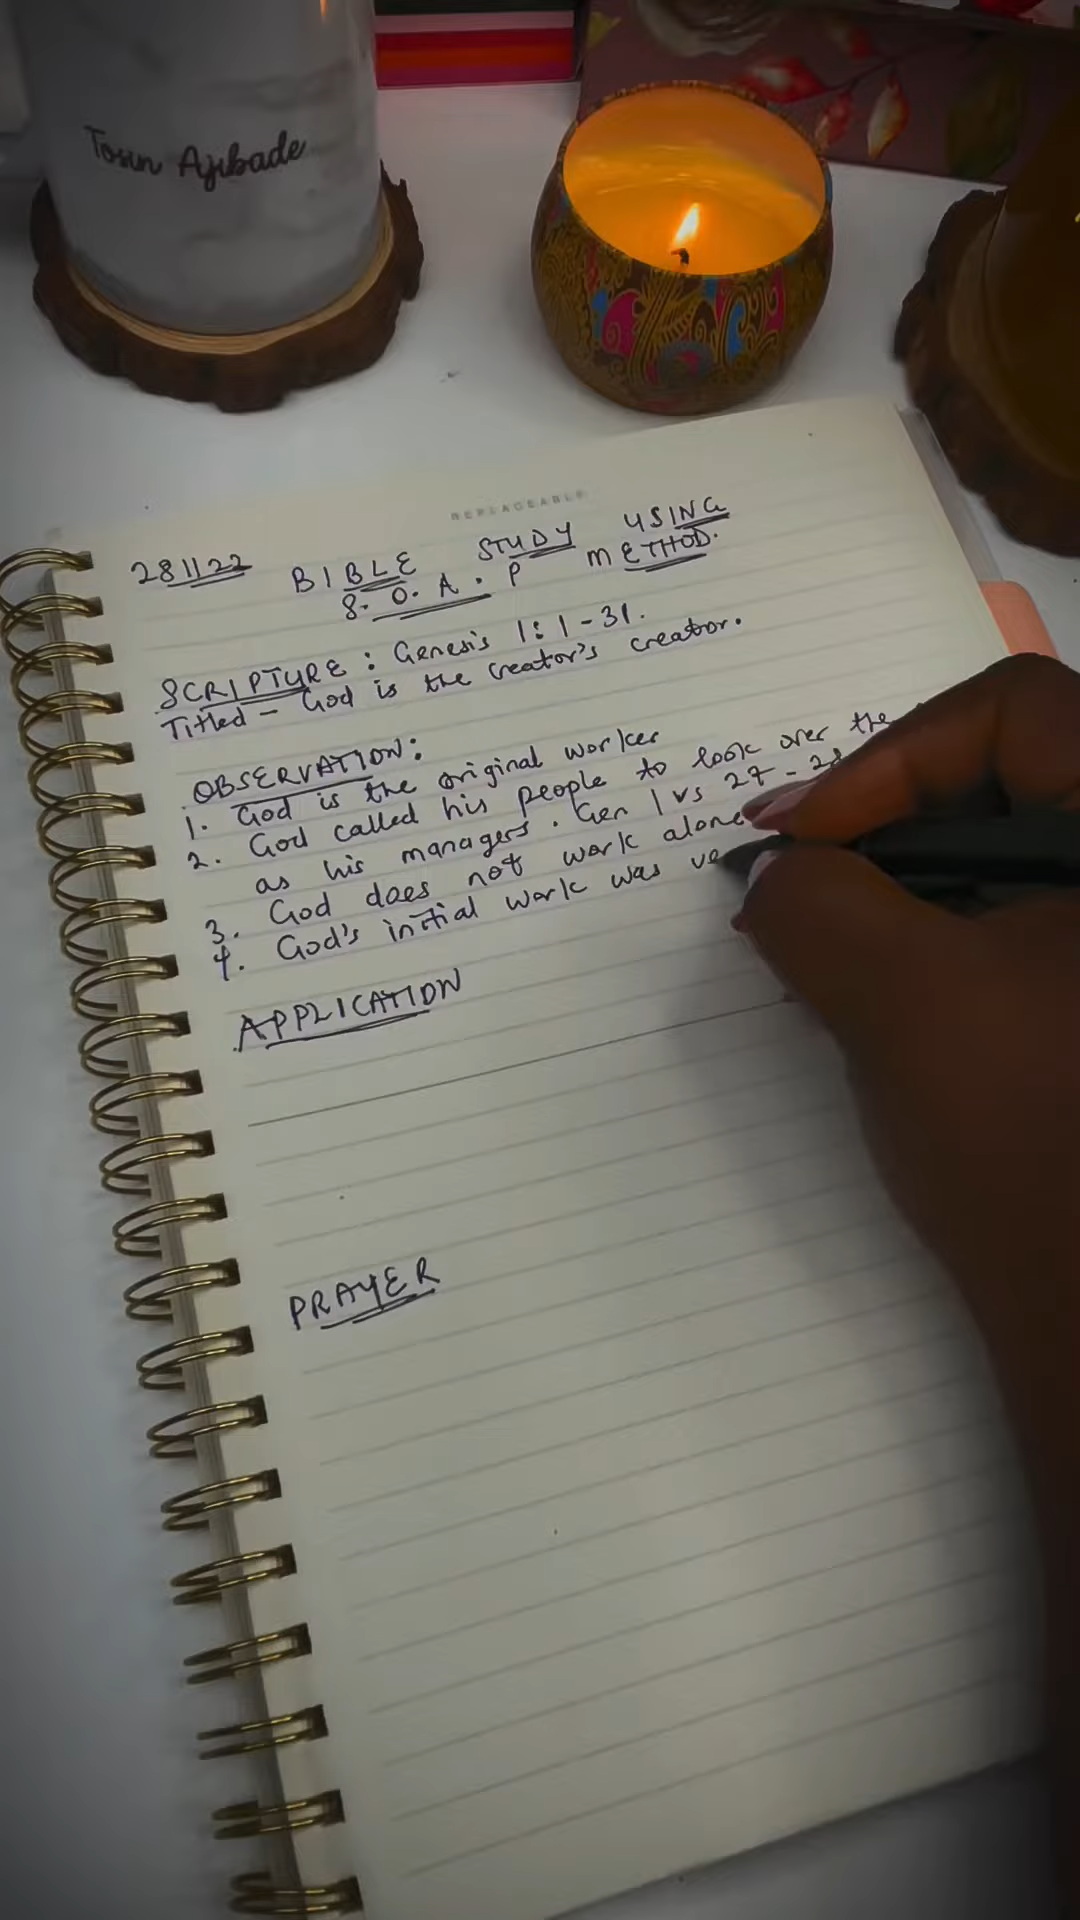 Tosin Ajibade
REPLACEABLE
281122 BIBLE STUDY USING
S. O. A. P METHOD.
SCRIPTURE: Genesis 1:1-31.
Titled - God is the creator's creator.
OBSERVATION:
1. God is the original worker
2. God called his people to look over the
as his managers. Gen 1 vs 27-28
3. God does not work alone
4. God's initial work was ve
APPLICATION
PRAYER